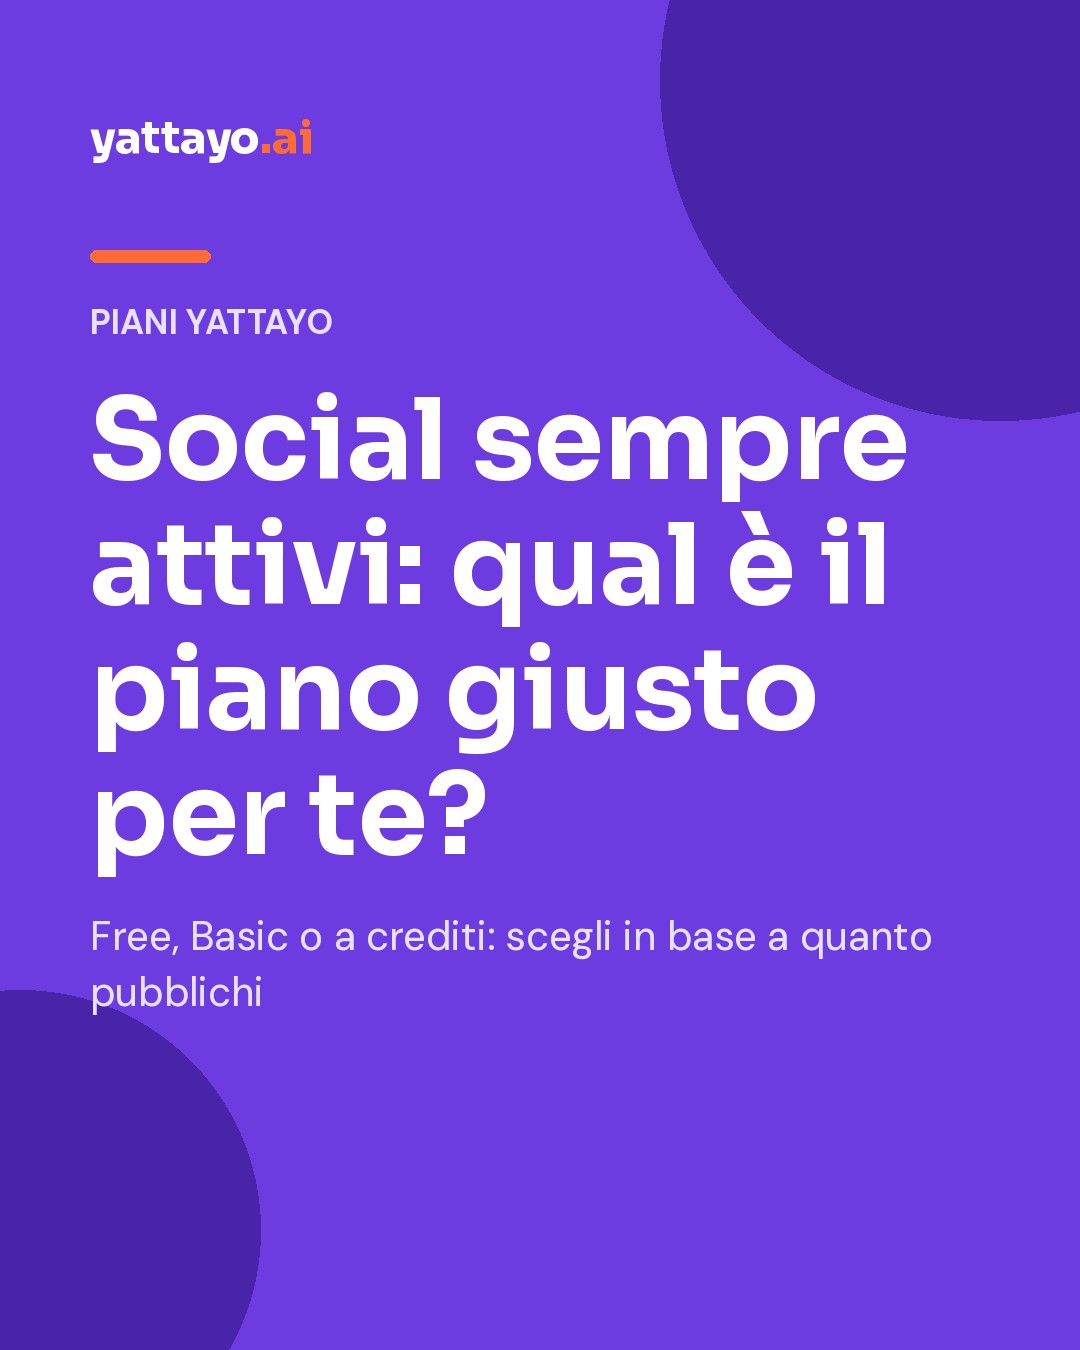 yattayo.ai
PIANI YATTAYO
Social sempre
attivi: qual è il
piano giusto
per te?
Free, Basic o a crediti: scegli in base a quanto
pubblichi